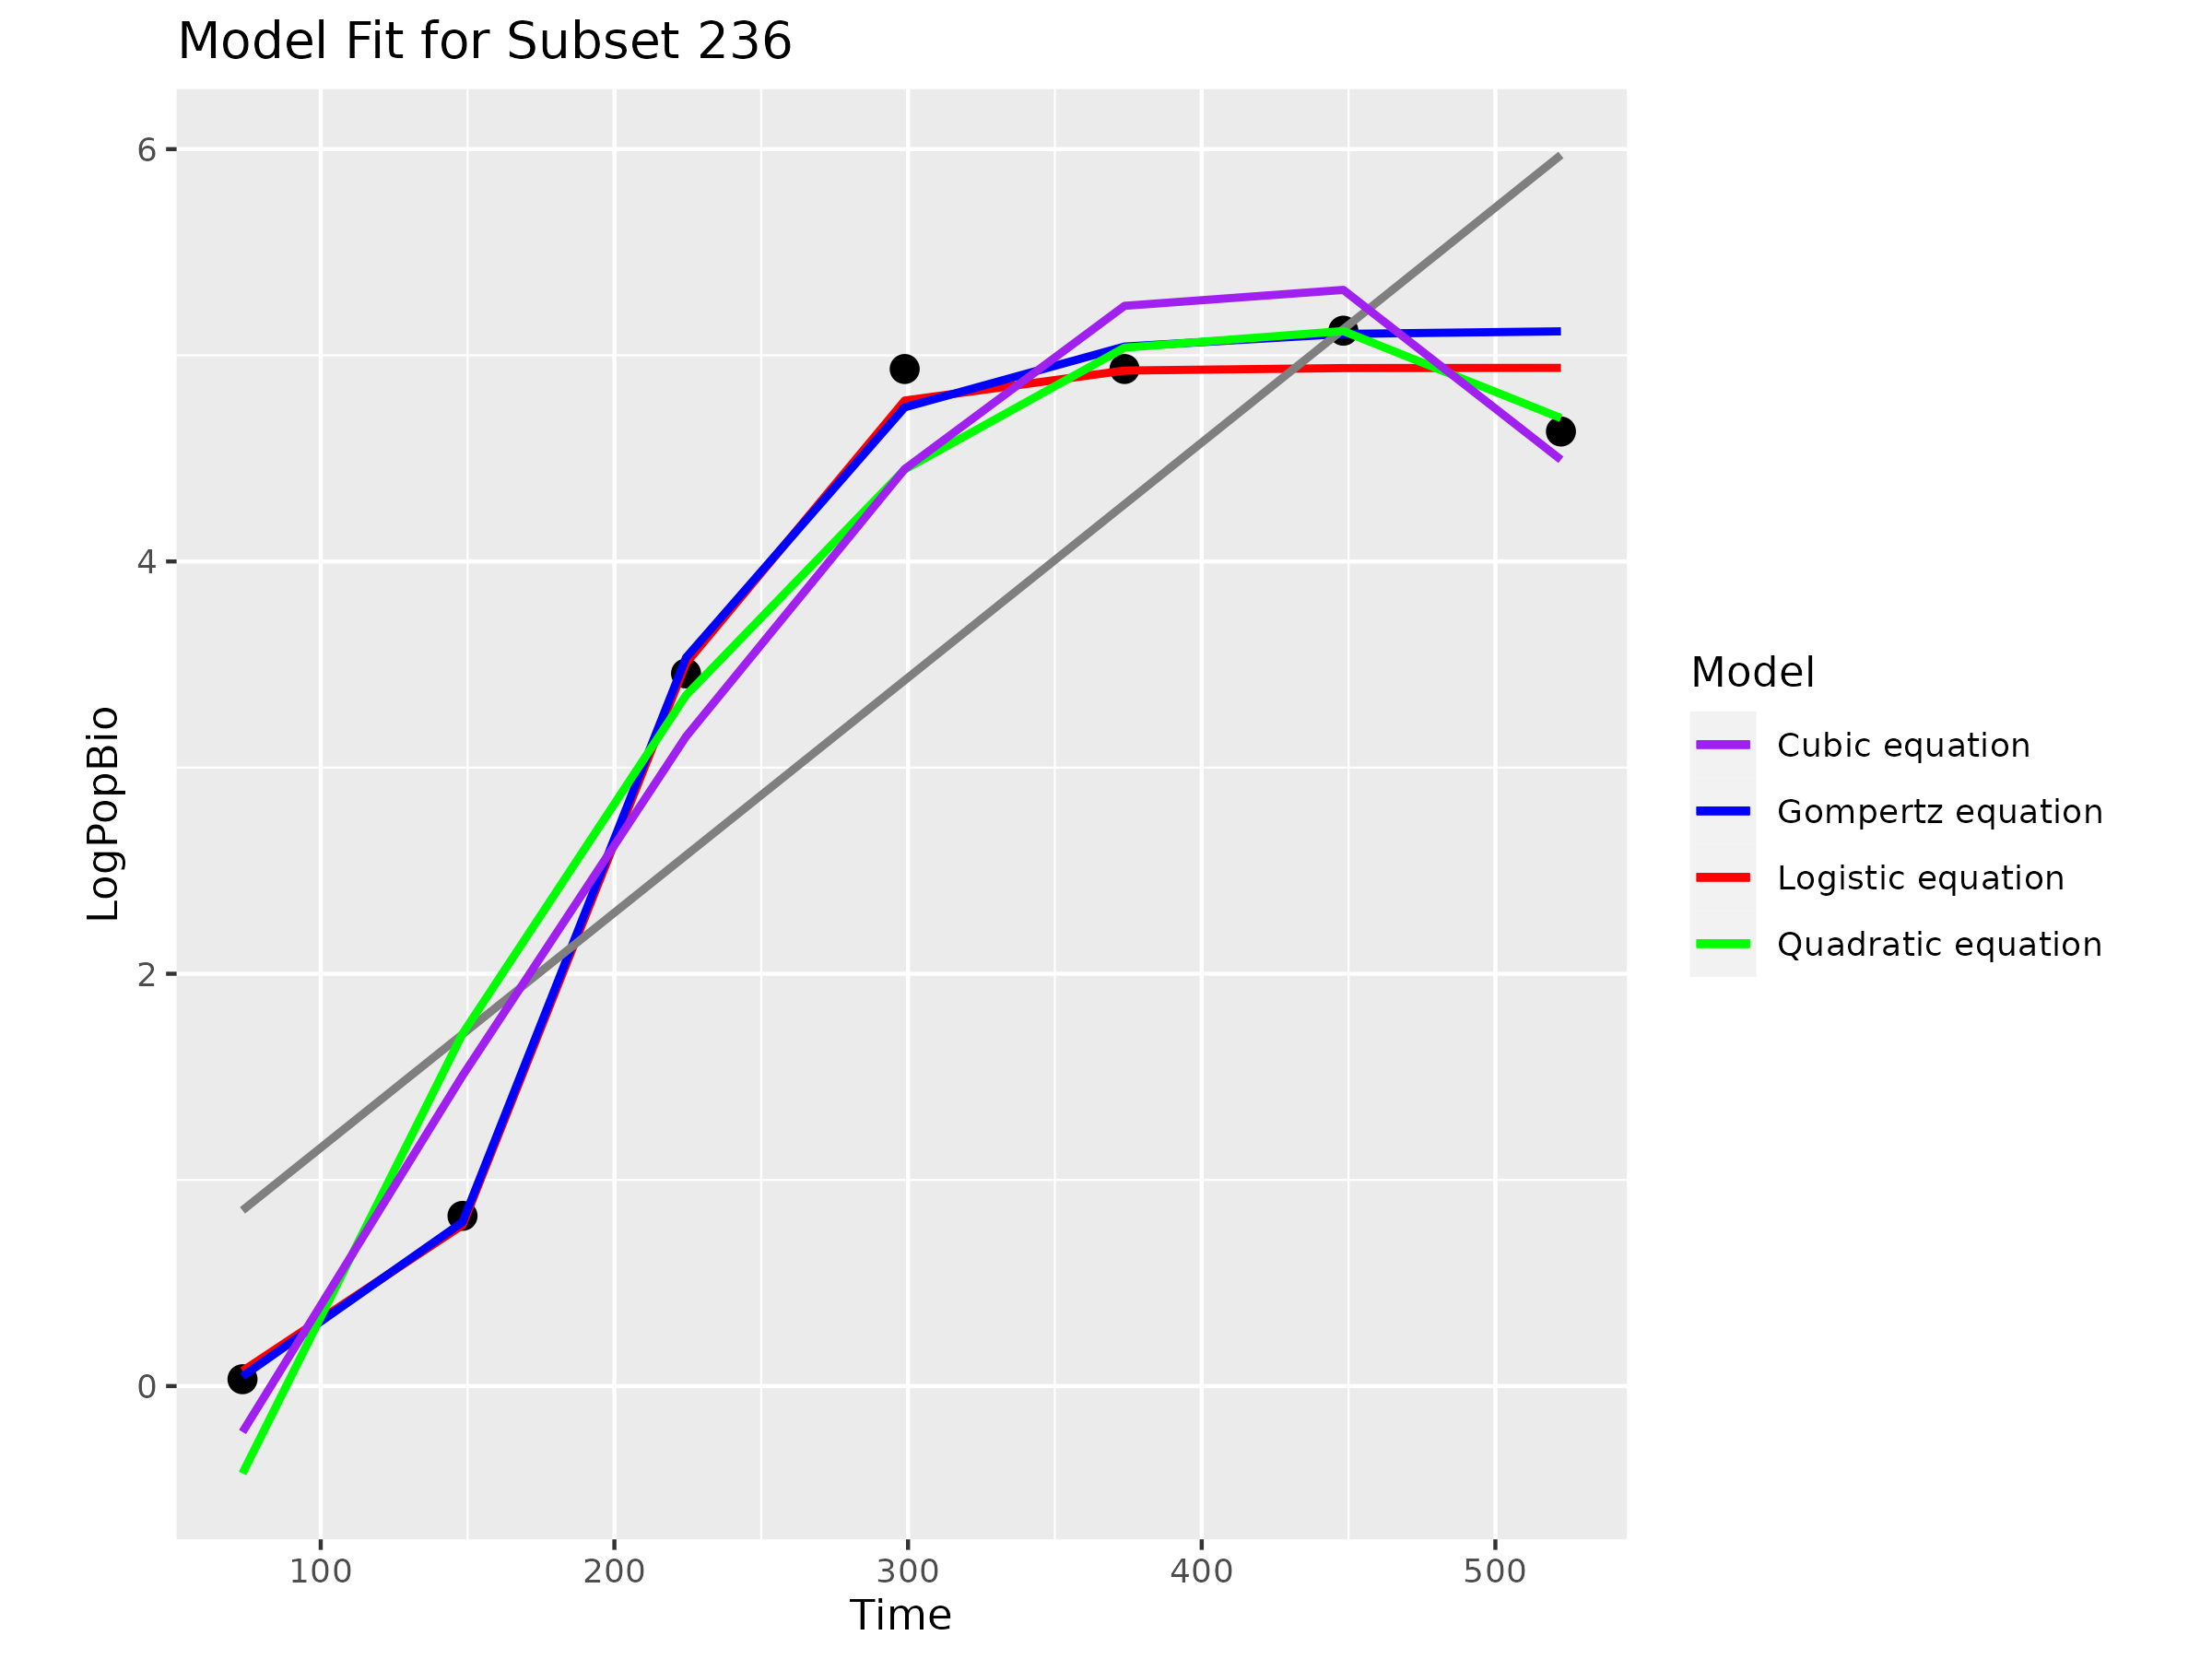 Model Fit for Subset 236
6
4
2
0
LogPopBio
100 200 300 400 500
Time
Model
Cubic equation
Gompertz equation
Logistic equation
Quadratic equation